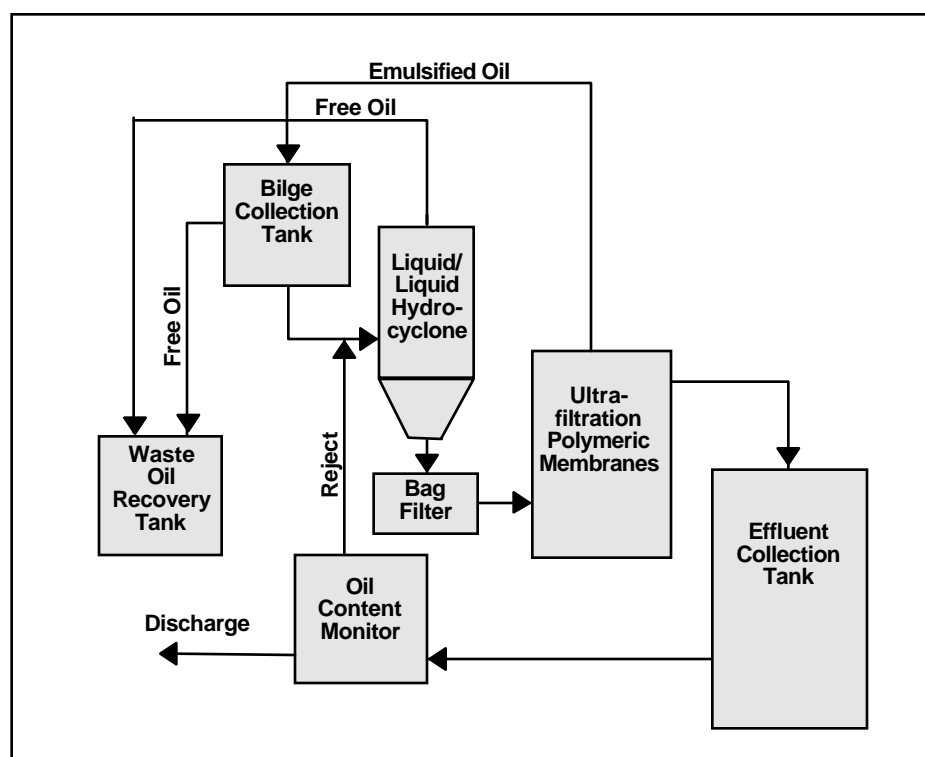 Emulsified Oil
Free Oil
Bilge
Collection
Tank
Liquid/
Liquid
Hydro-
cyclone
Free Oil
Ultra-
filtration
Polymeric
Membranes
Waste
Oil
Recovery
Tank
Reject
Bag
Filter
Effluent
Collection
Tank
Oil
Content
Monitor
Discharge